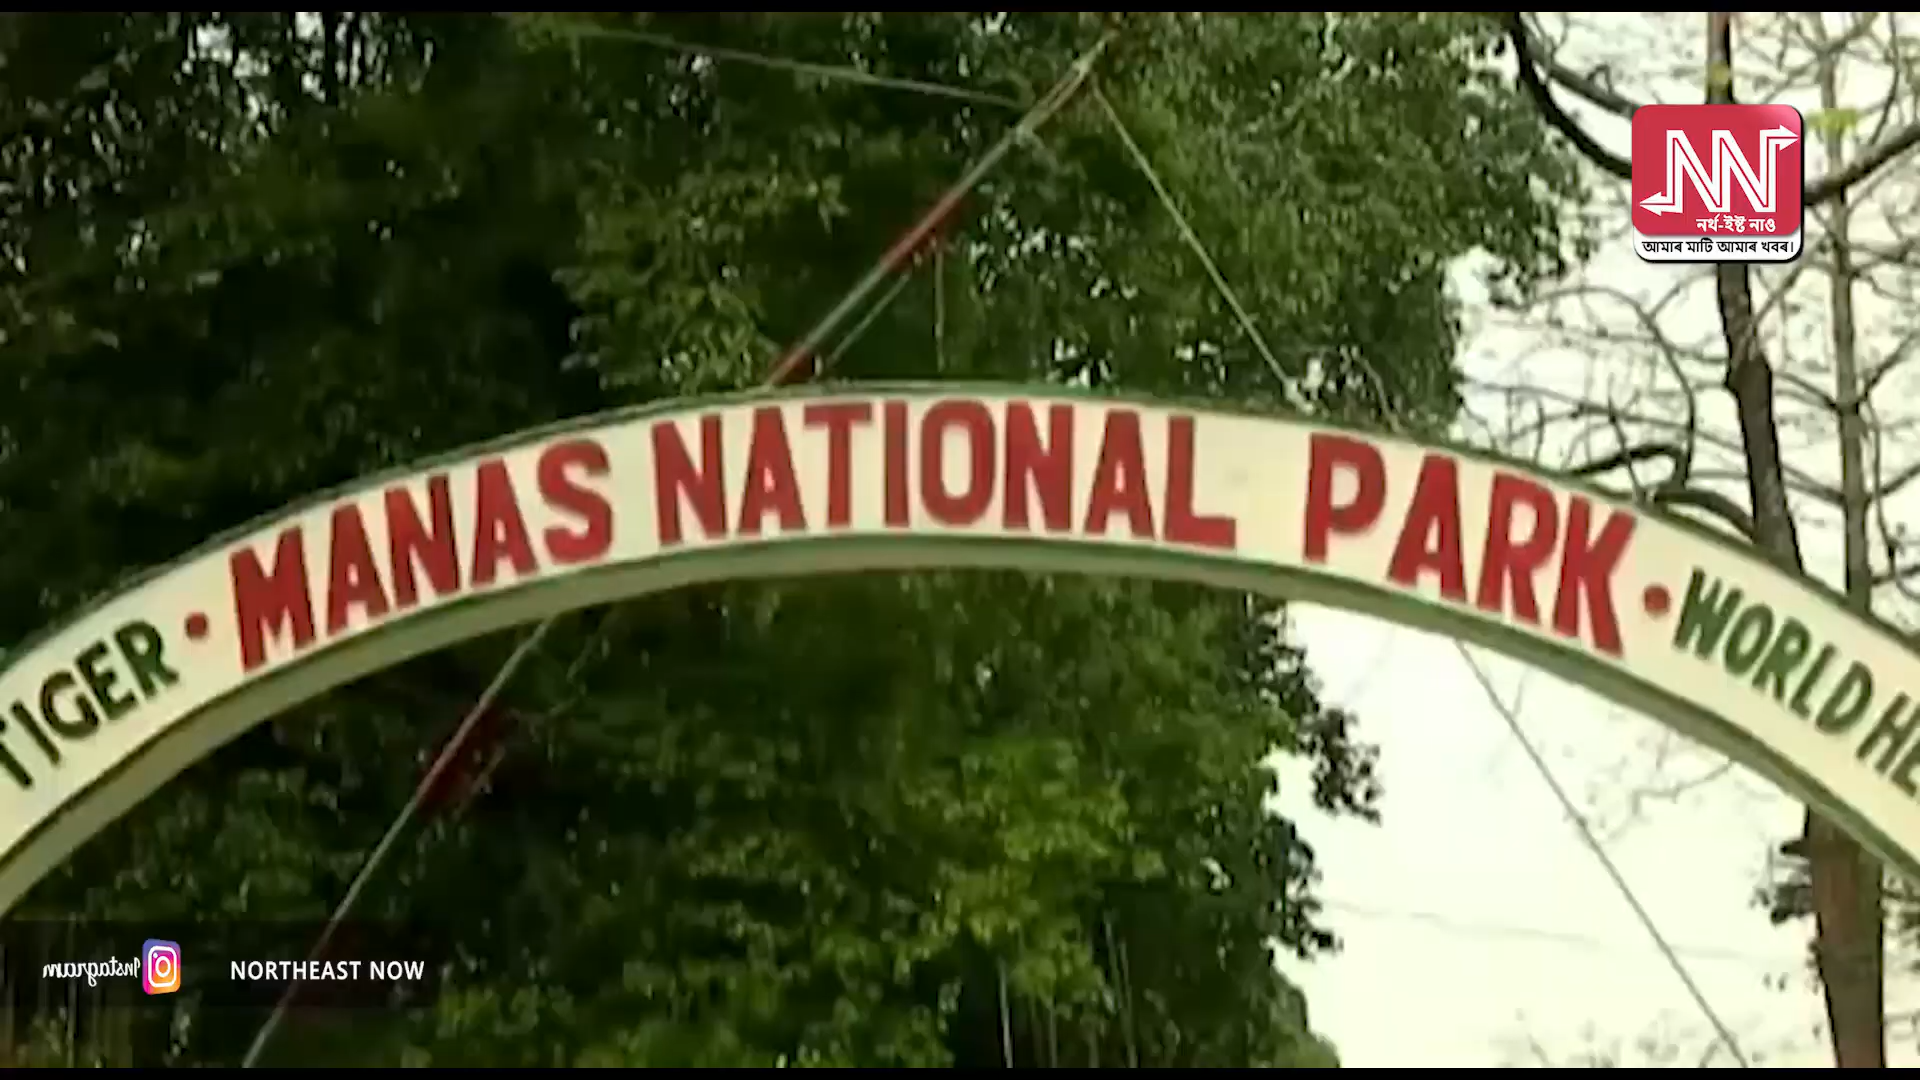 নৰ্থ-ইষ্ট নাও
আমাৰ মাটি আমাৰ খবৰ।
TIGER • MANAS NATIONAL PARK • WORLD HE
Instagram NORTHEAST NOW